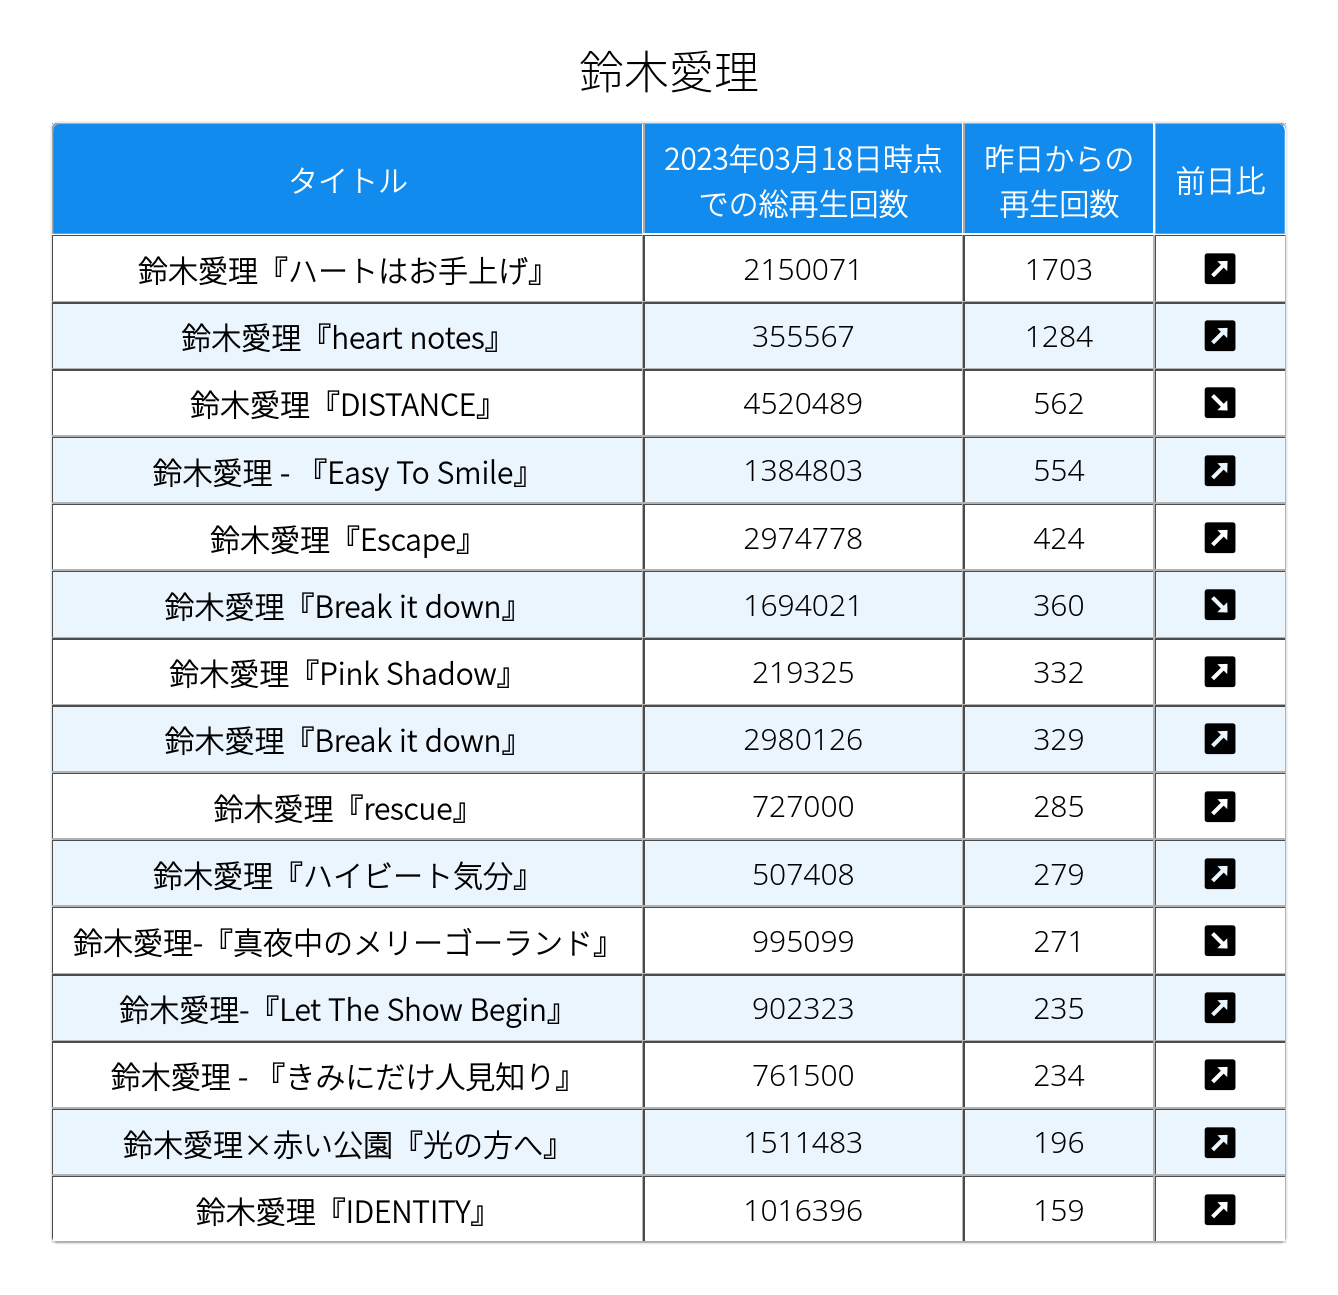 鈴木愛理
タイトル 2023年03月18日時点での総再生回数 昨日からの再生回数 前日比
鈴木愛理『ハートはお手上げ』 2150071 1703 ↗
鈴木愛理『heart notes』 355567 1284 ↗
鈴木愛理『DISTANCE』 4520489 562 ↘
鈴木愛理 - 『Easy To Smile』 1384803 554 ↗
鈴木愛理『Escape』 2974778 424 ↗
鈴木愛理『Break it down』 1694021 360 ↘
鈴木愛理『Pink Shadow』 219325 332 ↗
鈴木愛理『Break it down』 2980126 329 ↗
鈴木愛理『rescue』 727000 285 ↗
鈴木愛理『ハイビート気分』 507408 279 ↗
鈴木愛理-『真夜中のメリーゴーランド』 995099 271 ↘
鈴木愛理-『Let The Show Begin』 902323 235 ↗
鈴木愛理 - 『きみにだけ人見知り』 761500 234 ↗
鈴木愛理×赤い公園『光の方へ』 1511483 196 ↗
鈴木愛理『IDENTITY』 1016396 159 ↗